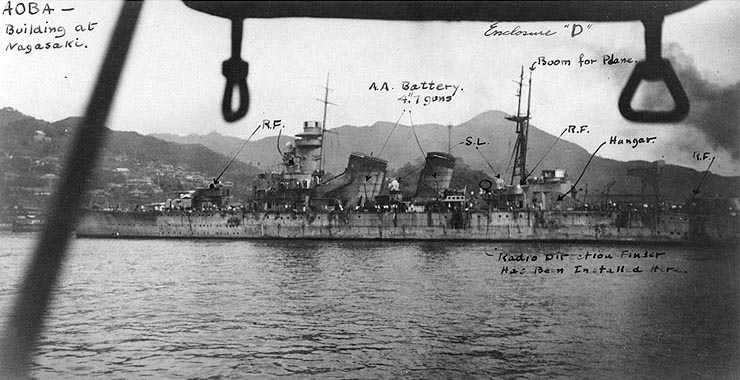 AOBA —
Building at
Nagasaki.
Enclosure "D"
Boom for Plane.
A.A. Battery.
4."7 guns
R.F.
S.L.
R.F.
Hangar.
R.F.
Radio Direction Finder
Has Been Installed Here.